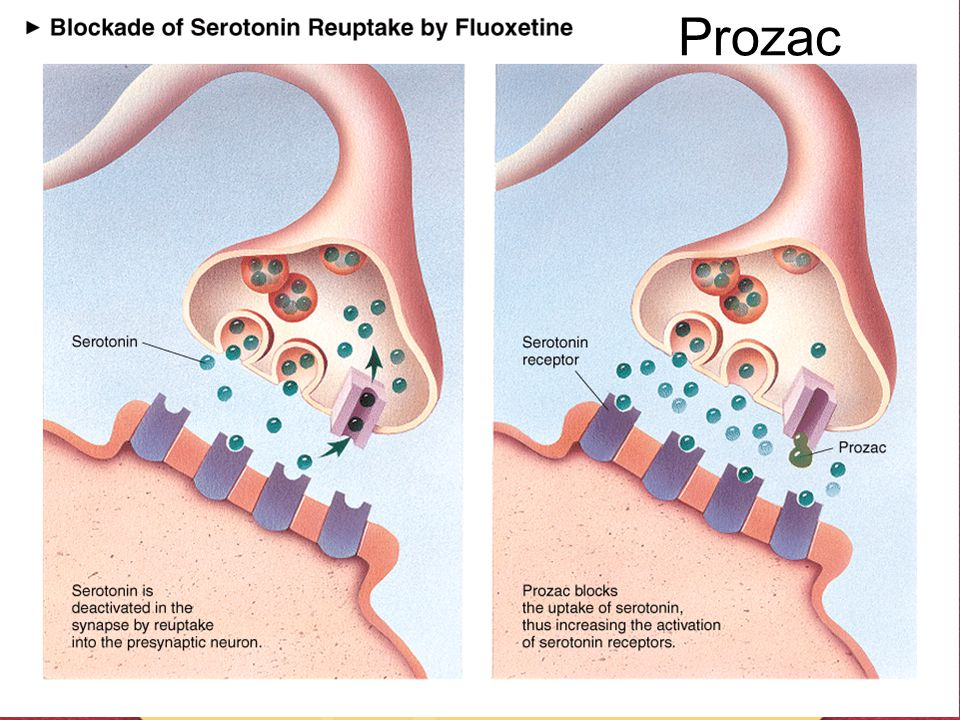 ► Blockade of Serotonin Reuptake by Fluoxetine
Prozac
Serotonin
Serotonin is
deactivated in the
synapse by reuptake
into the presynaptic neuron.
Serotonin
receptor
Prozac
Prozac blocks
the uptake of serotonin,
thus increasing the activation
of serotonin receptors.